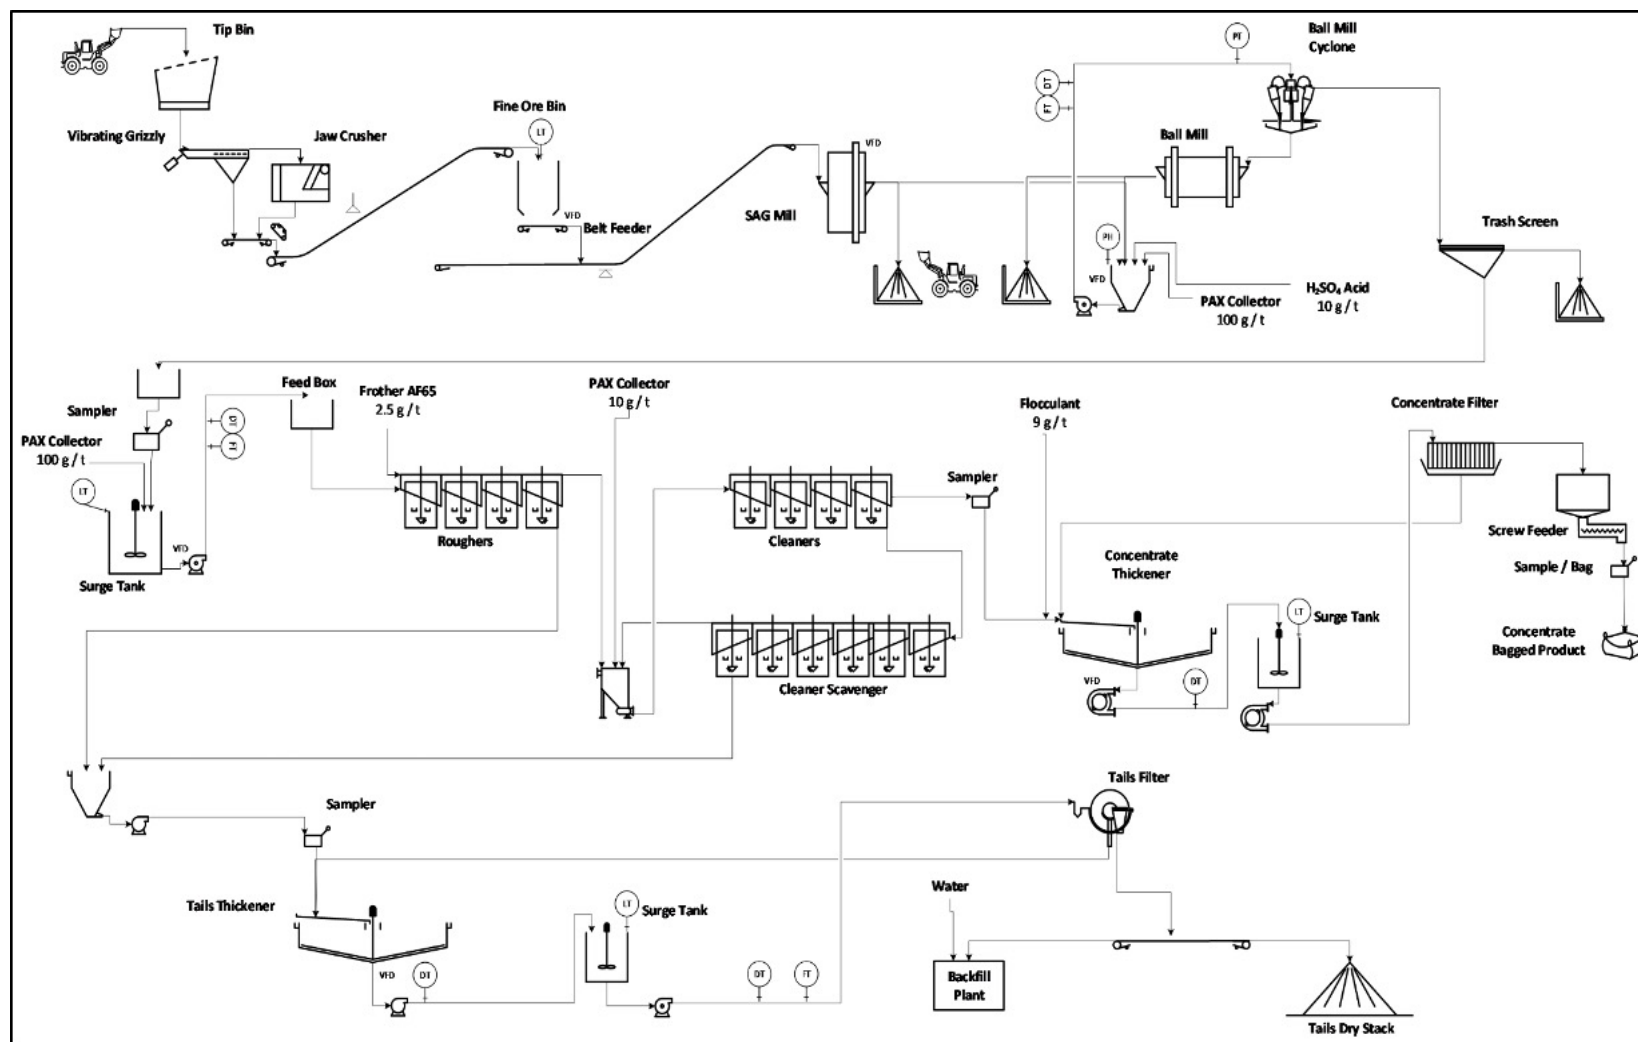 Tip Bin
PT
Ball Mill
Cyclone
DT
FT
Fine Ore Bin
LT
Vibrating Grizzly
Jaw Crusher
Ball Mill
VFD
SAG Mill
VFD
Belt Feeder
Trash Screen
PH
VFD
H₂SO₄ Acid
10 g / t
PAX Collector
100 g / t
Feed Box
Frother AF65
2.5 g / t
PAX Collector
10 g / t
Flocculant
9 g / t
Concentrate Filter
Sampler
DT
FT
PAX Collector
100 g / t
LT
VFD
Surge Tank
Roughers
Cleaners
Sampler
Concentrate
Thickener
Screw Feeder
Sample / Bag
LT
Surge Tank
Concentrate
Bagged Product
Cleaner Scavenger
VFD
DT
Tails Filter
Sampler
Tails Thickener
LT
Surge Tank
Water
VFD
DT
DT
FT
Backfill
Plant
Tails Dry Stack